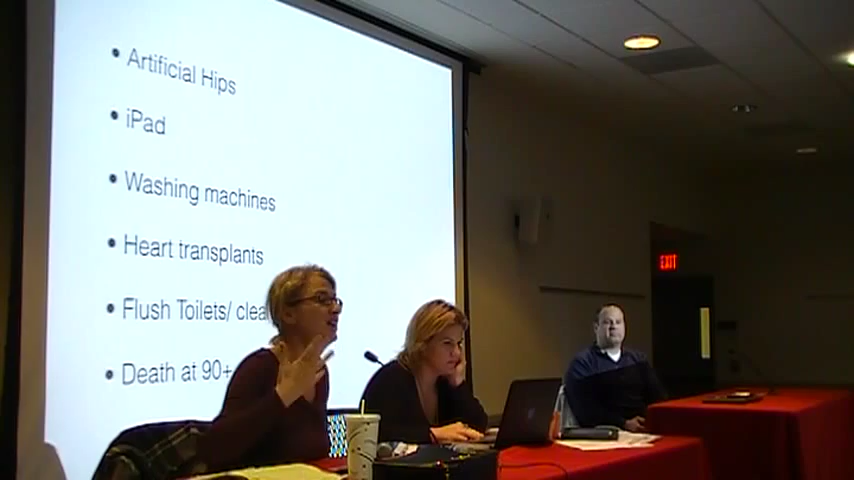 • Artificial Hips
• iPad
• Washing machines
• Heart transplants
• Flush Toilets/ clea
• Death at 90+
EXIT